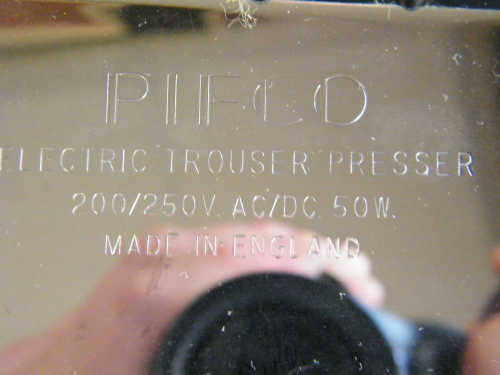 PIFCO
ELECTRIC TROUSER PRESSER
200/250V. AC/DC. 50W.
MADE IN ENGLAND